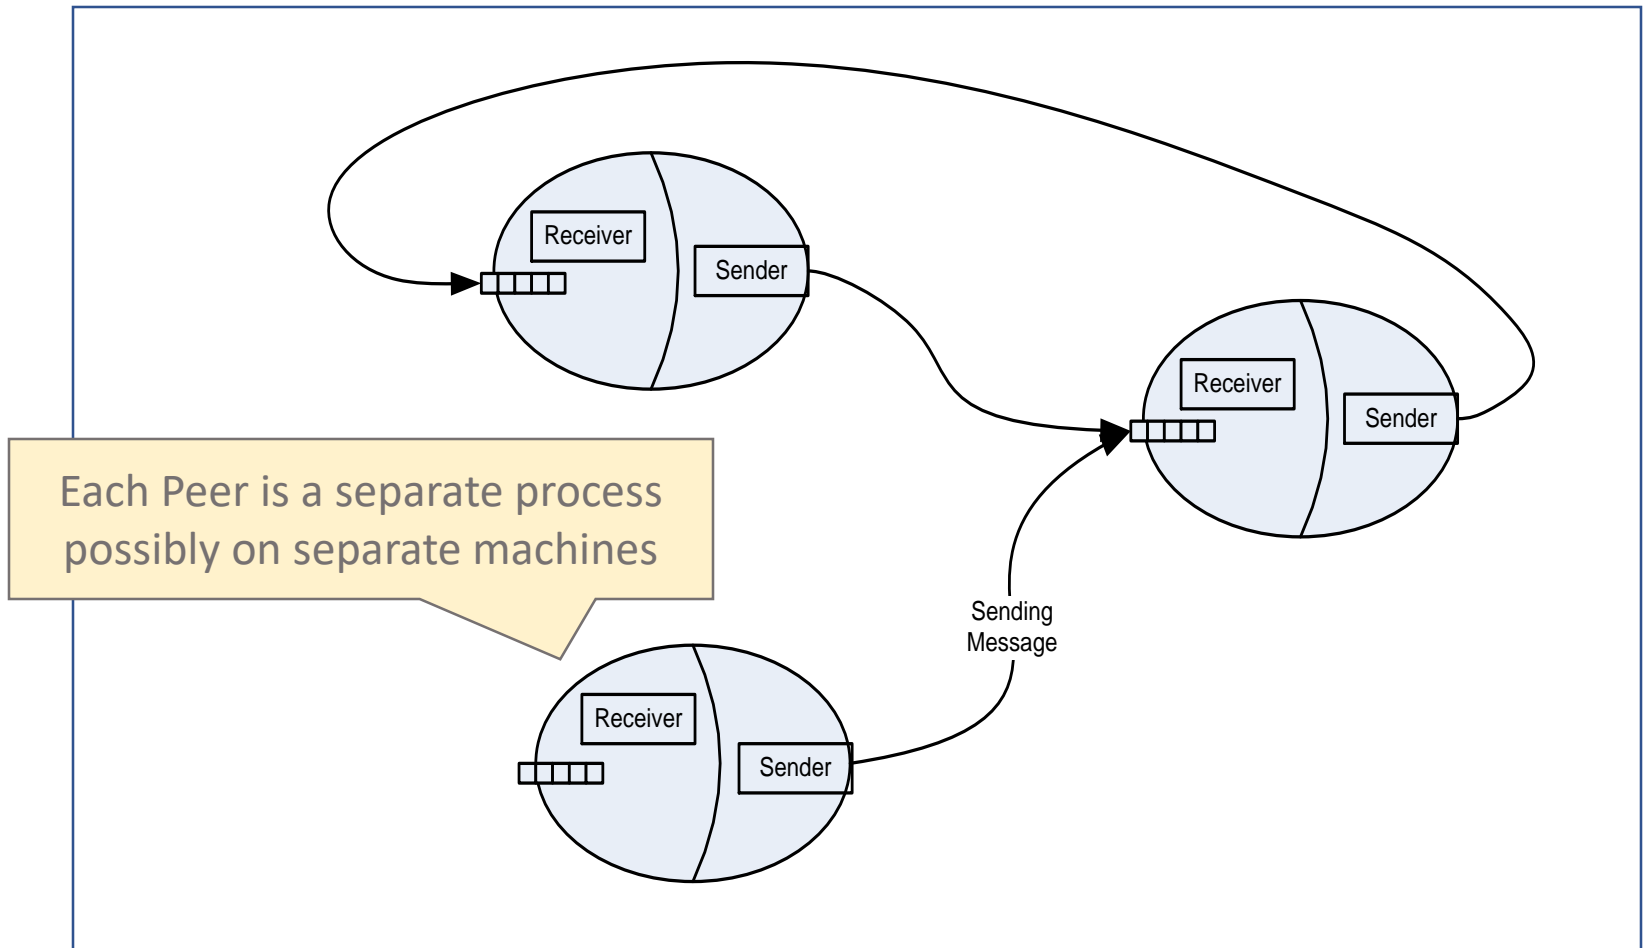 Receiver
Sender
Receiver
Sender
Each Peer is a separate process
possibly on separate machines
Sending
Message
Receiver
Sender